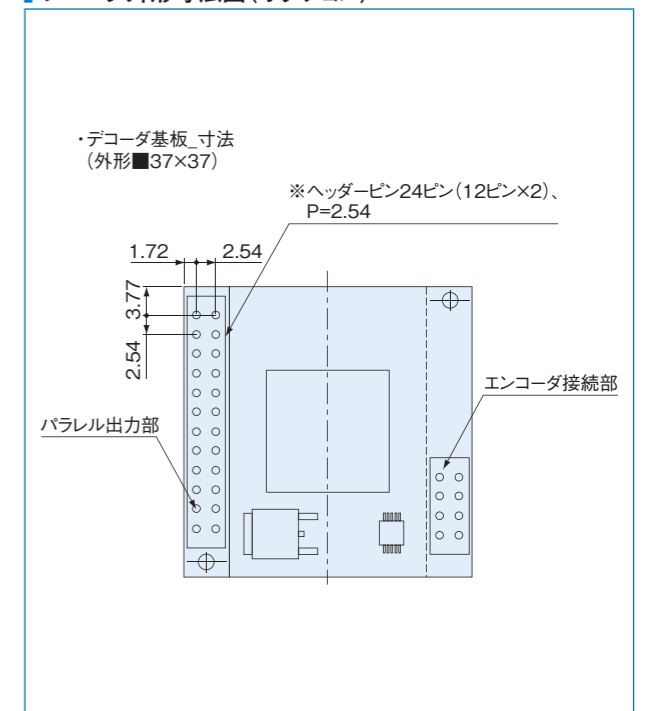 ・デコーダ基板_寸法
（外形■37×37）
※ヘッダーピン24ピン（12ピン×2）、
P=2.54
1.72
2.54
3.77
2.54
エンコーダ接続部
パラレル出力部